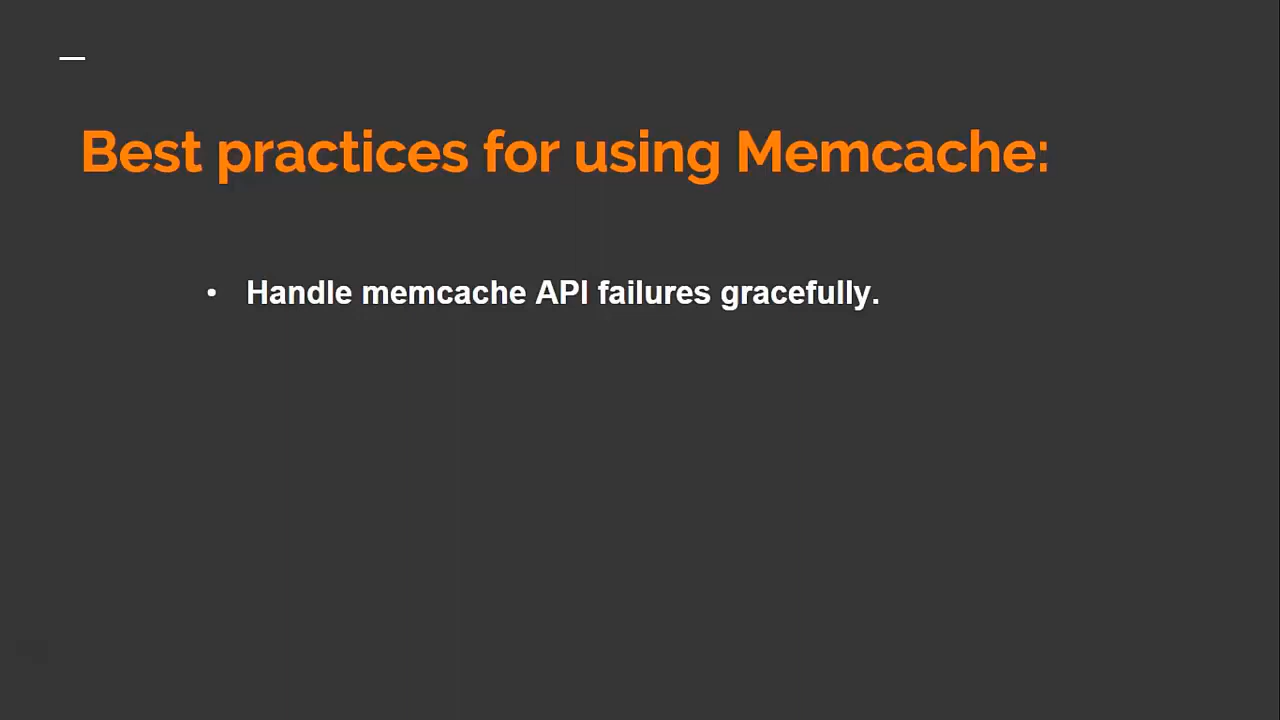 Best practices for using Memcache:
• Handle memcache API failures gracefully.